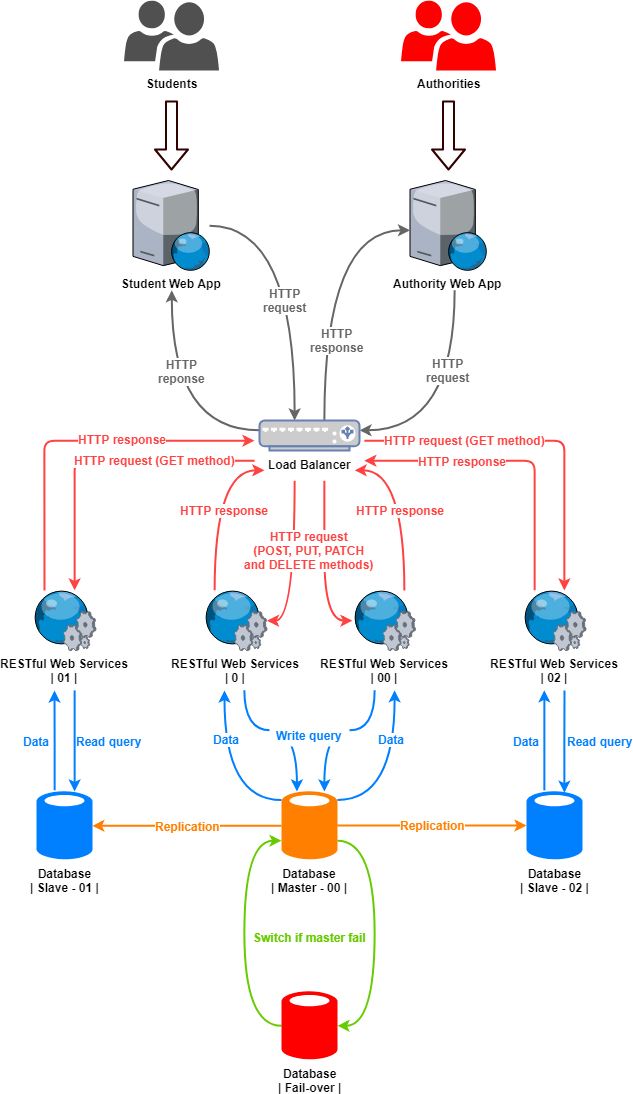 Students
Authorities
Student Web App
Authority Web App
HTTP
request
HTTP
response
HTTP
reponse
HTTP
request
HTTP response
HTTP request (GET method)
Load Balancer
HTTP request (GET method)
HTTP response
HTTP response
HTTP request
(POST, PUT, PATCH
and DELETE methods)
HTTP response
RESTful Web Services
| 01 |
RESTful Web Services
| 0 |
RESTful Web Services
| 00 |
RESTful Web Services
| 02 |
Data
Read query
Data
Write query
Data
Data
Read query
Replication
Replication
Database
| Slave - 01 |
Database
| Master - 00 |
Database
| Slave - 02 |
Switch if master fail
Database
| Fail-over |